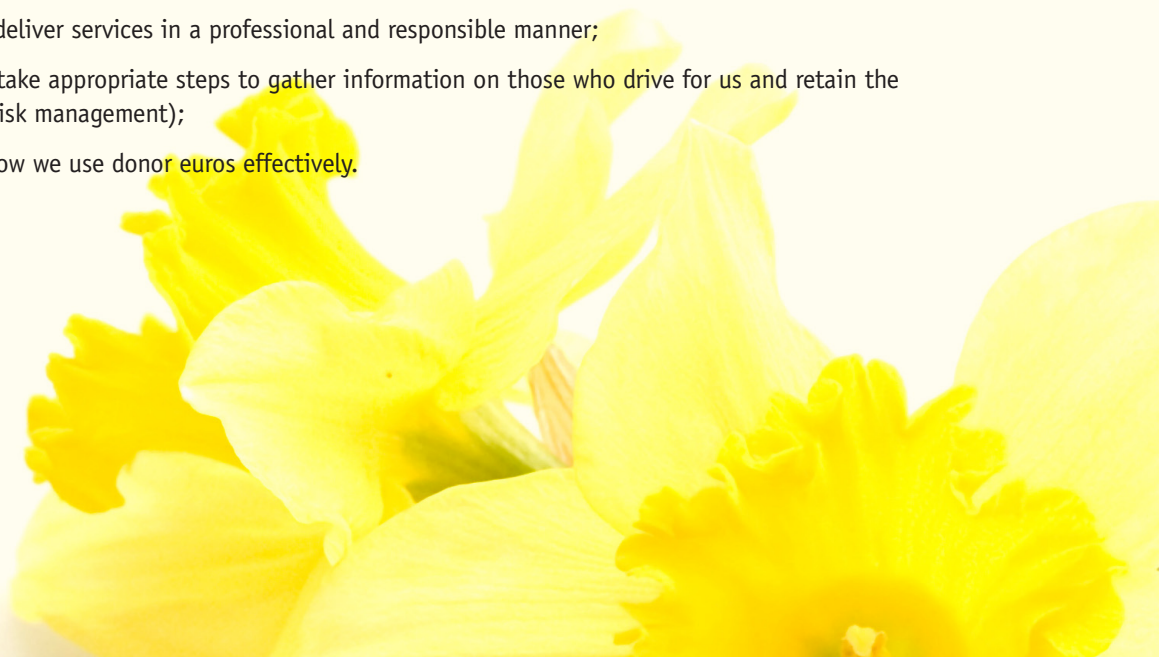 deliver services in a professional and responsible manner;
take appropriate steps to gather information on those who drive for us and retain the
isk management);
ow we use donor euros effectively.